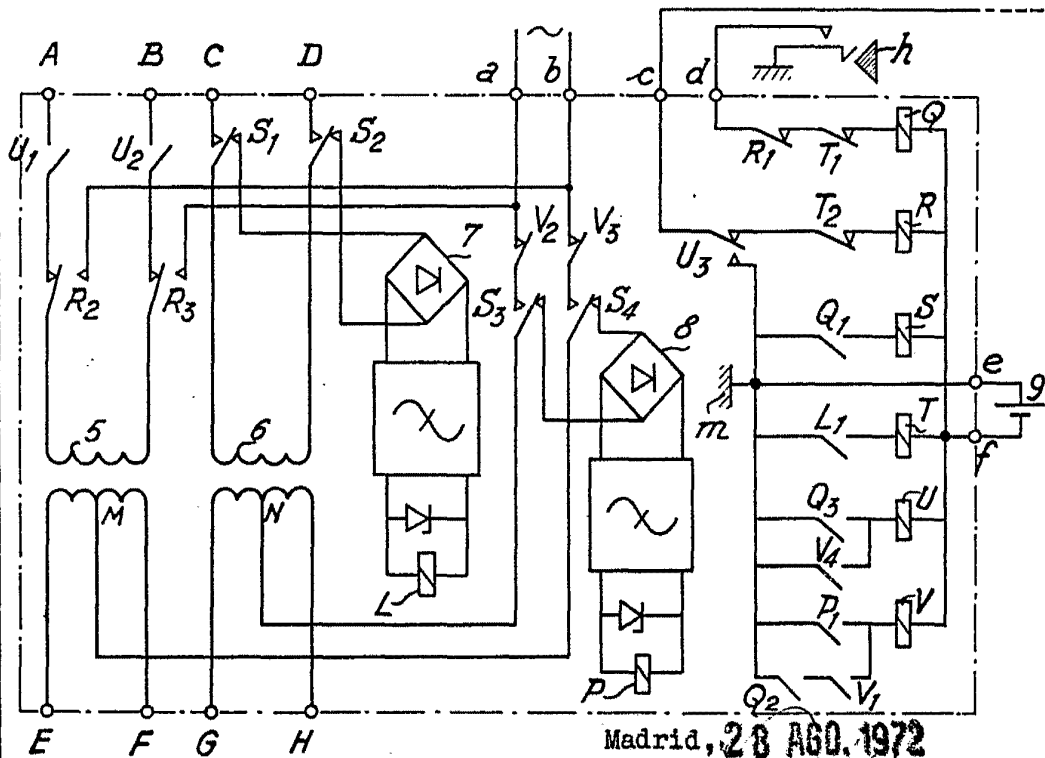 A B C D a ~ b c d h
U1 U2 S1 S2 R1 T1 Q
7 V2 V3 T2 R
R2 R3 U3
S3 S4 Q1 S
8 e
m g
5 6 L1 T f
M N Q3 U
V4
L P1 V
P Q2 V1
E F G H
Madrid, 28 AGO. 1972